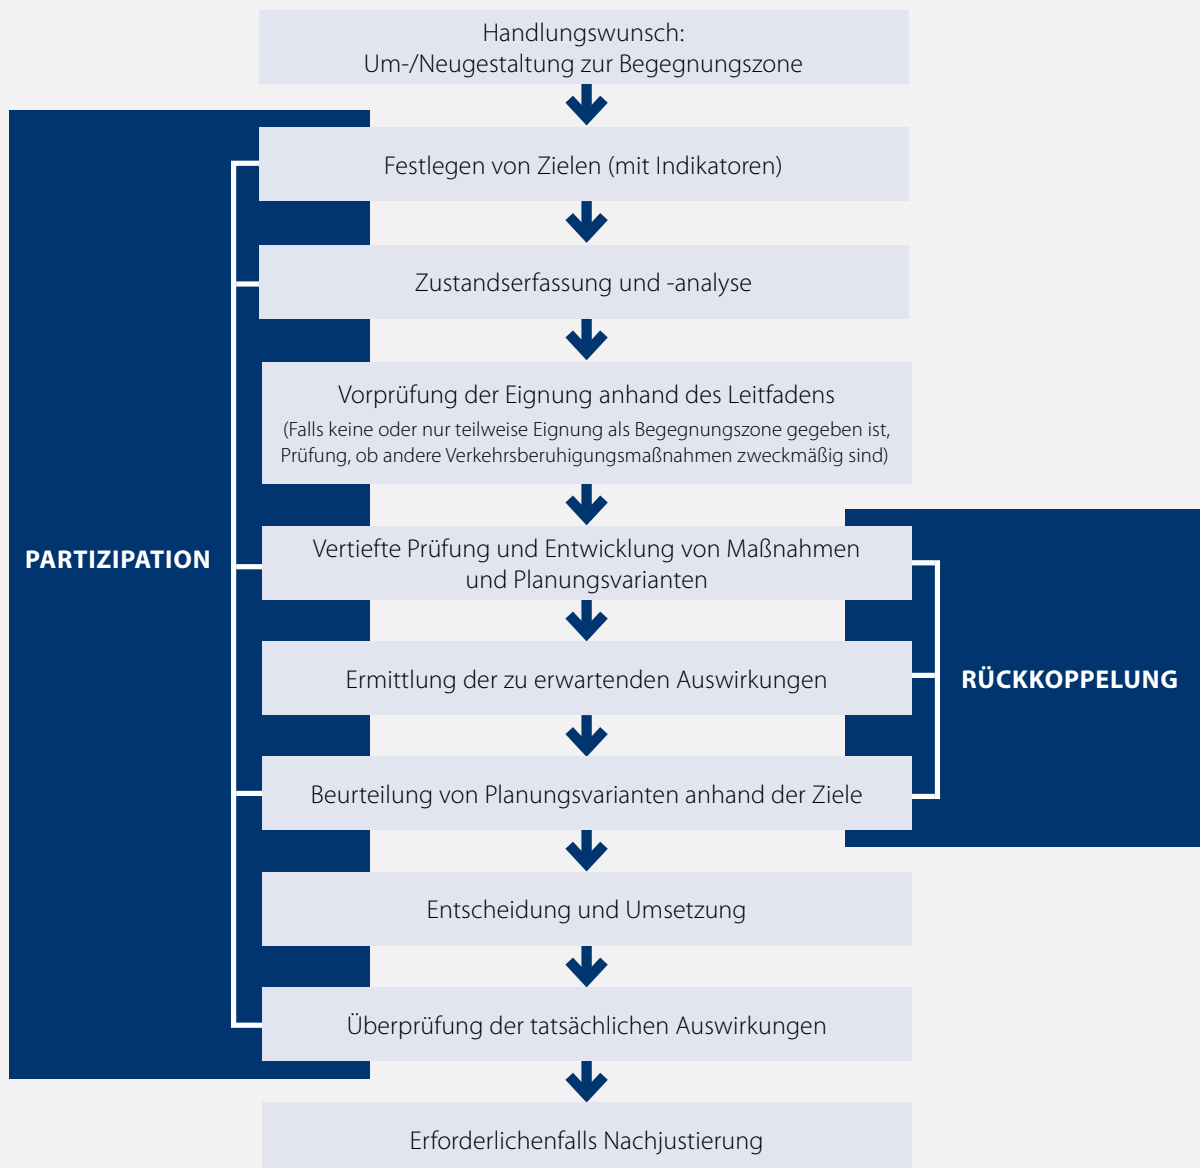 Handlungswunsch:
Um-/Neugestaltung zur Begegnungszone
Festlegen von Zielen (mit Indikatoren)
Zustandserfassung und -analyse
Vorprüfung der Eignung anhand des Leitfadens
(Falls keine oder nur teilweise Eignung als Begegnungszone gegeben ist,
Prüfung, ob andere Verkehrsberuhigungsmaßnahmen zweckmäßig sind)
PARTIZIPATION
Vertiefte Prüfung und Entwicklung von Maßnahmen
und Planungsvarianten
Ermittlung der zu erwartenden Auswirkungen
RÜCKKOPPELUNG
Beurteilung von Planungsvarianten anhand der Ziele
Entscheidung und Umsetzung
Überprüfung der tatsächlichen Auswirkungen
Erforderlichenfalls Nachjustierung